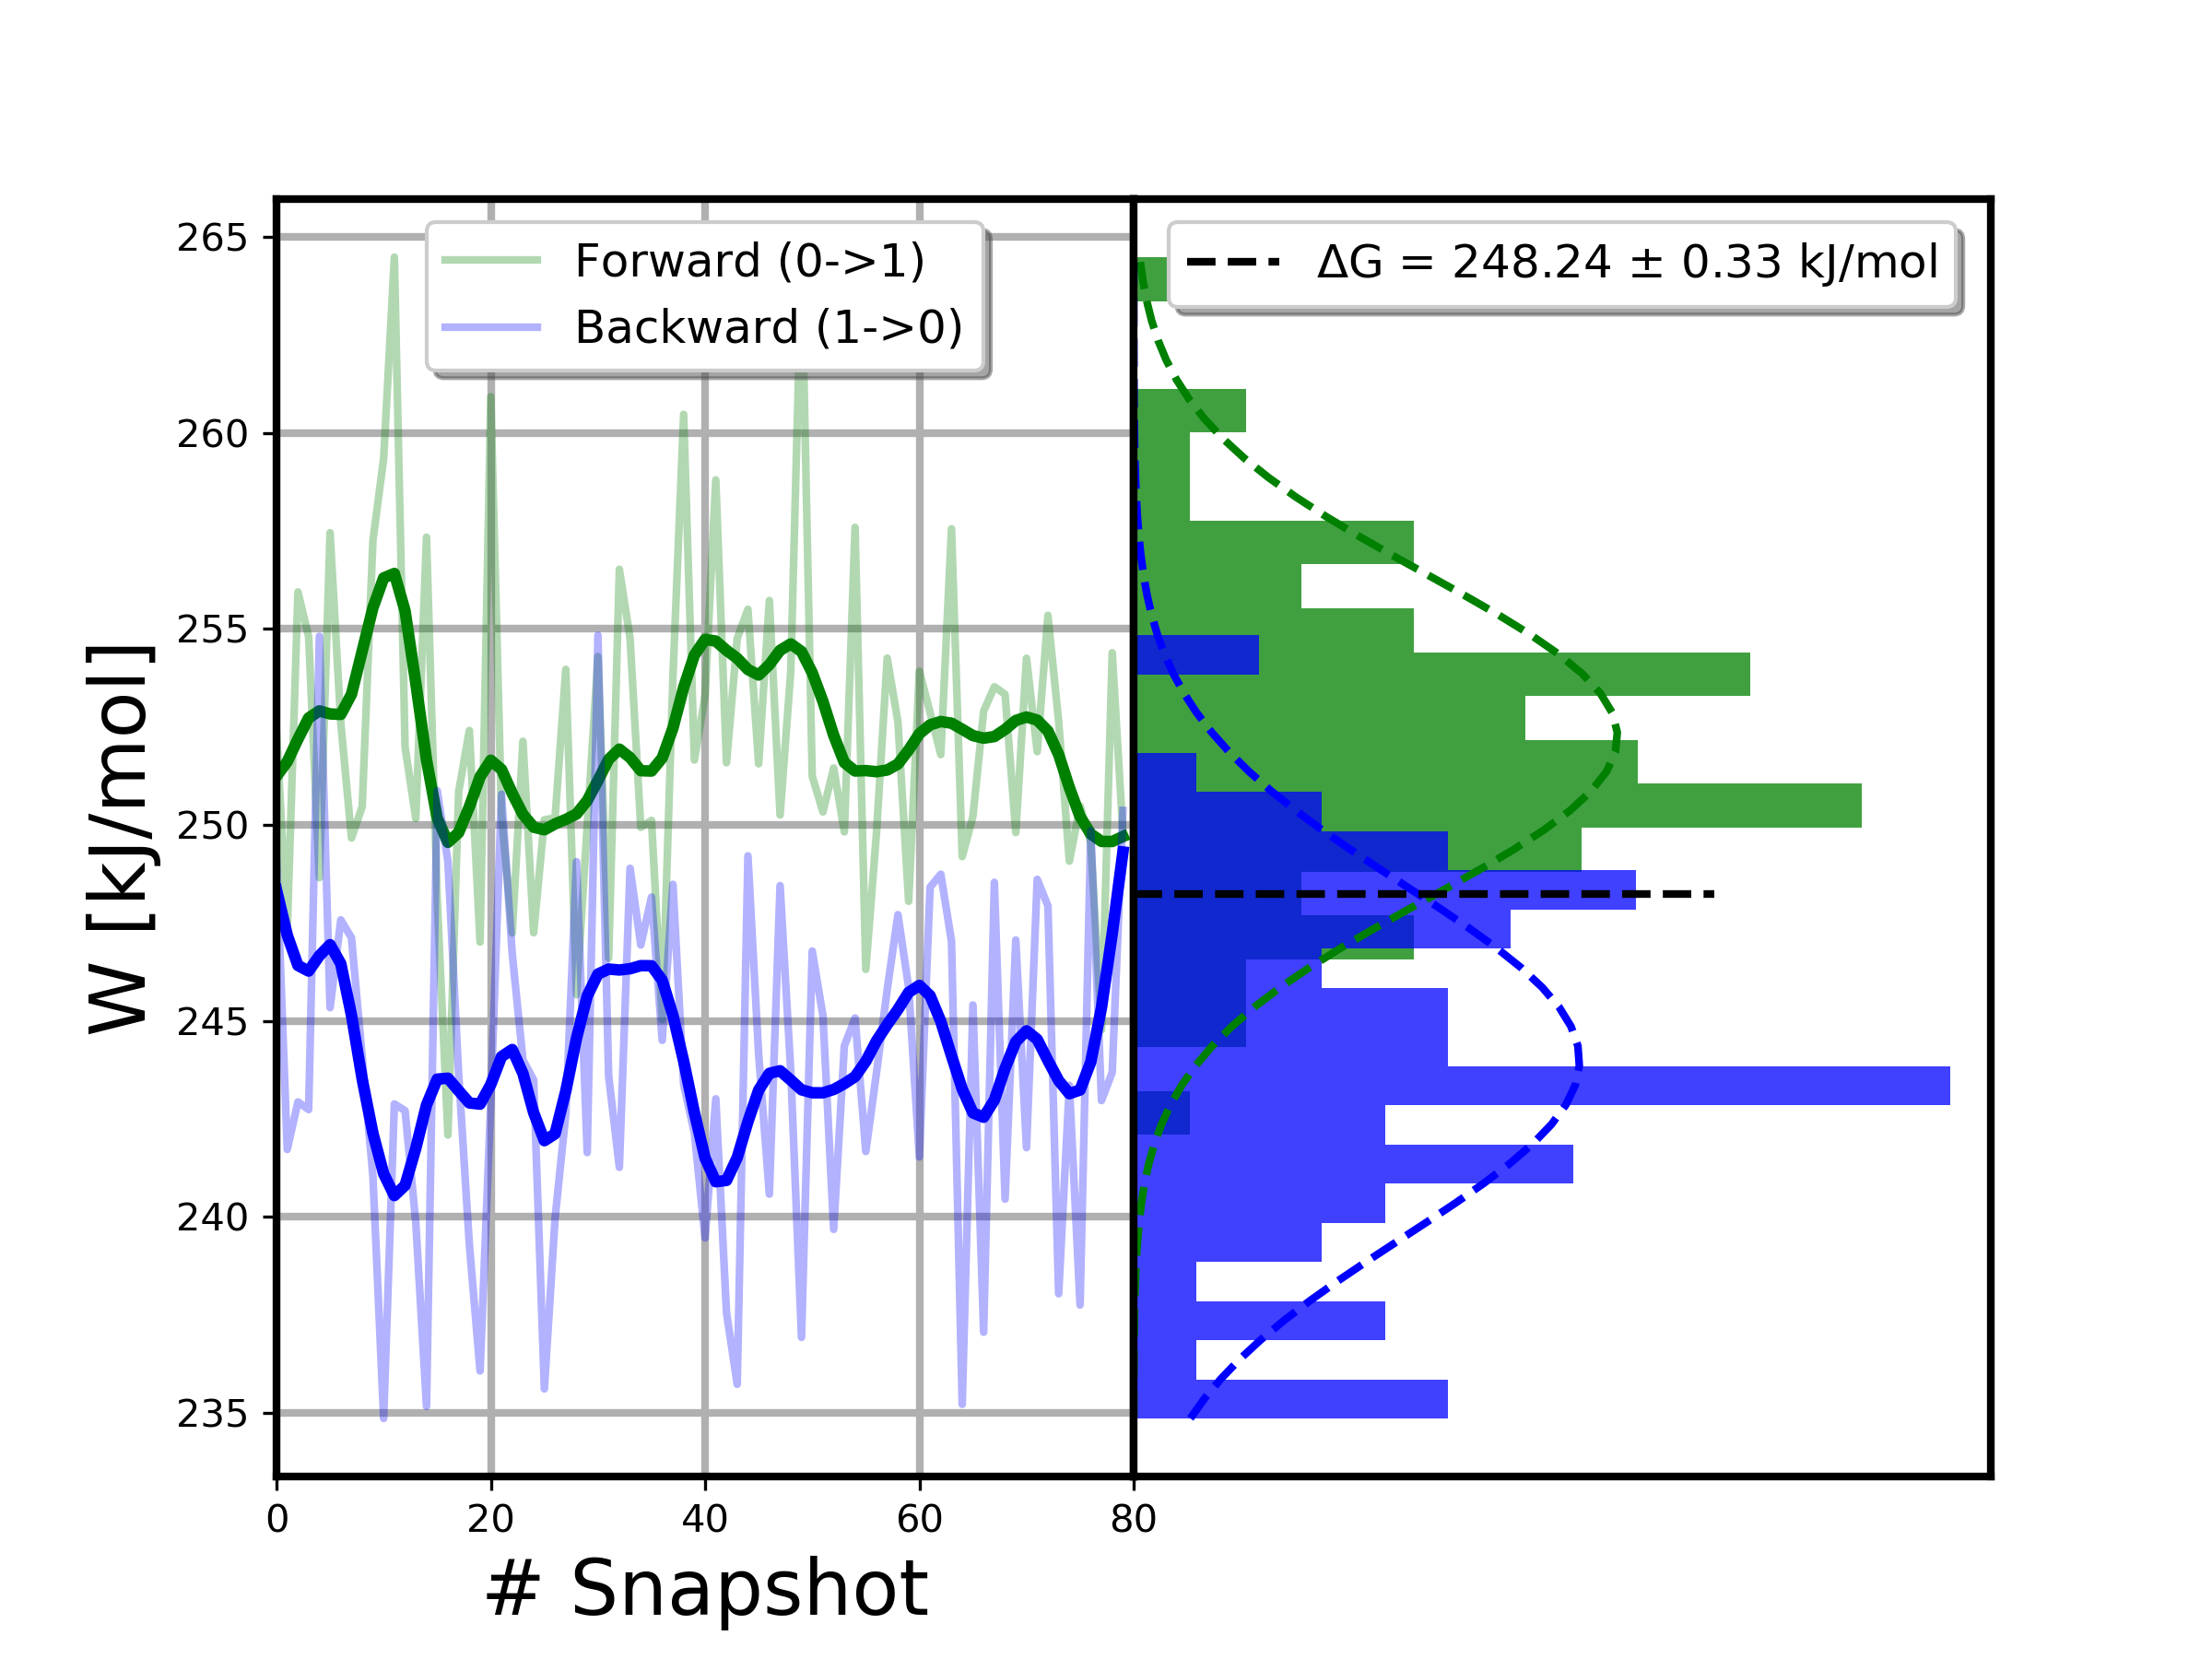 Forward (0->1)
Backward (1->0)
ΔG = 248.24 ± 0.33 kJ/mol
W [kJ/mol]
265
260
255
250
245
240
235
0 20 40 60 80
# Snapshot